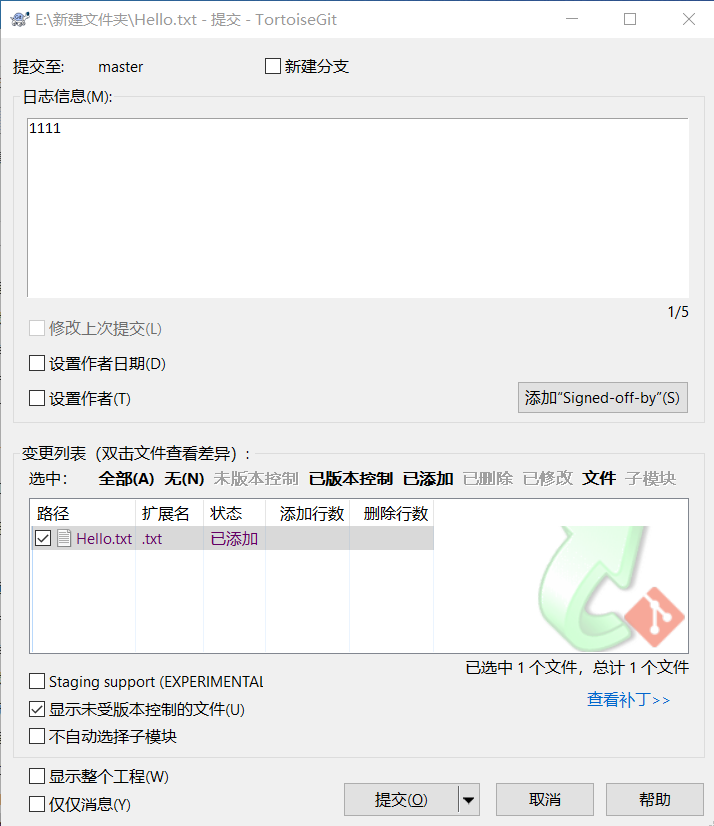 E:\新建文件夹\Hello.txt - 提交 - TortoiseGit
提交至: master 新建分支
日志信息(M):
1111
1/5
修改上次提交(L)
设置作者日期(D)
设置作者(T)
添加"Signed-off-by"(S)
变更列表（双击文件查看差异）:
选中: 全部(A) 无(N) 未版本控制 已版本控制 已添加 已删除 已修改 文件 子模块
路径 扩展名 状态 添加行数 删除行数
Hello.txt .txt 已添加
已选中 1 个文件，总计 1 个文件
Staging support (EXPERIMENTAL
查看补丁>>
显示未受版本控制的文件(U)
不自动选择子模块
显示整个工程(W)
仅仅消息(Y)
提交(O) 取消 帮助